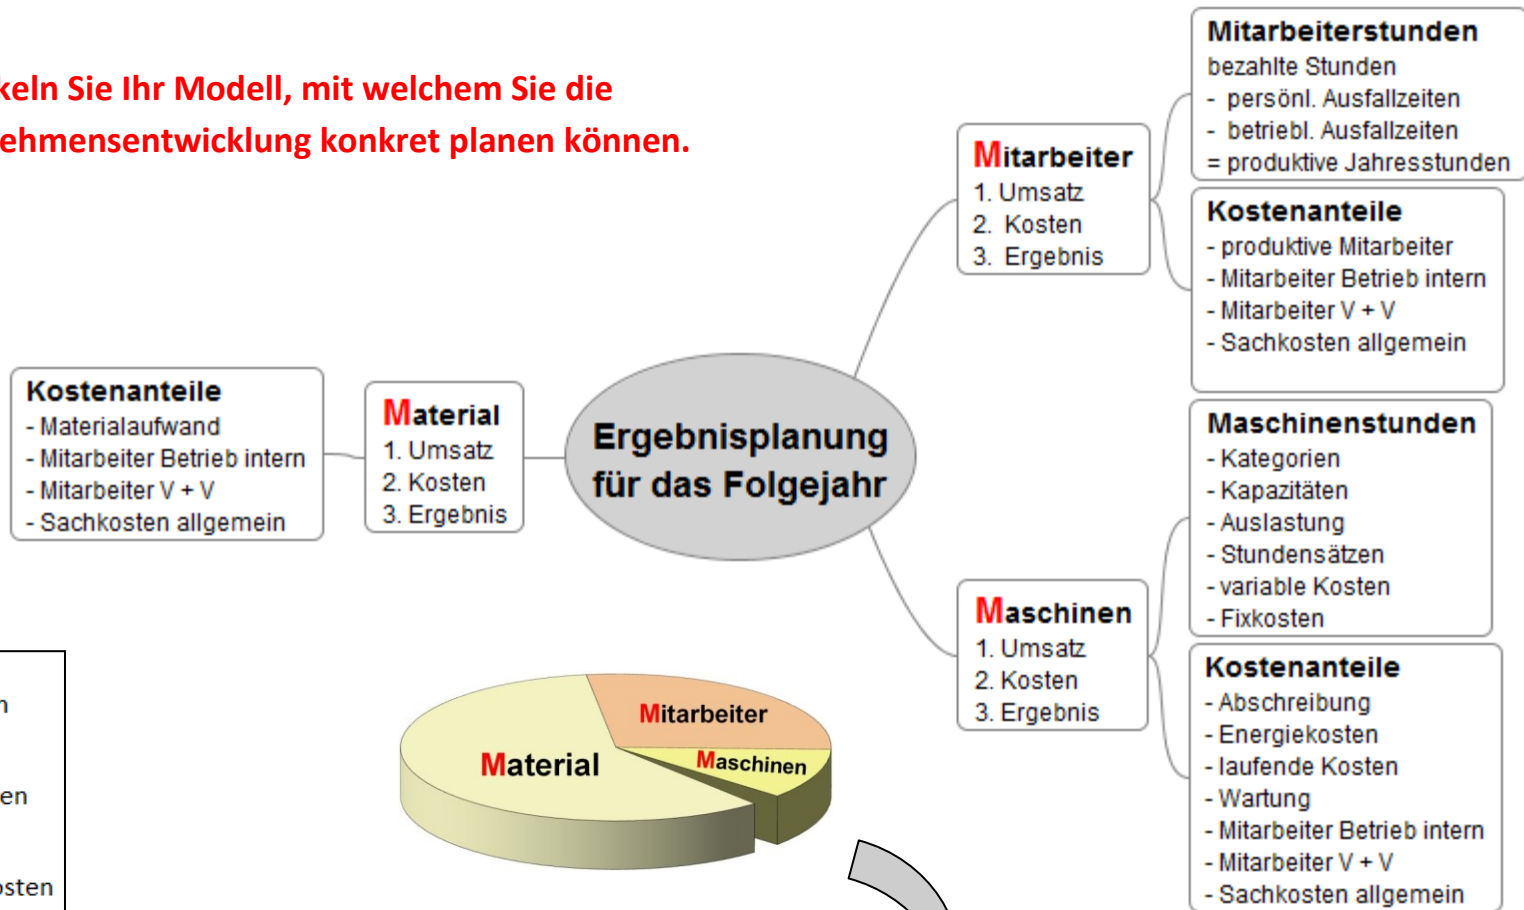 keln Sie Ihr Modell, mit welchem Sie die
ehmensentwicklung konkret planen können.
Mitarbeiterstunden
bezahlte Stunden
- persönl. Ausfallzeiten
- betriebl. Ausfallzeiten
= produktive Jahresstunden
Mitarbeiter
1. Umsatz
2. Kosten
3. Ergebnis
Kostenanteile
- produktive Mitarbeiter
- Mitarbeiter Betrieb intern
- Mitarbeiter V + V
- Sachkosten allgemein
Kostenanteile
- Materialaufwand
- Mitarbeiter Betrieb intern
- Mitarbeiter V + V
- Sachkosten allgemein
Material
1. Umsatz
2. Kosten
3. Ergebnis
Ergebnisplanung
für das Folgejahr
Maschinenstunden
- Kategorien
- Kapazitäten
- Auslastung
- Stundensätzen
- variable Kosten
- Fixkosten
Maschinen
1. Umsatz
2. Kosten
3. Ergebnis
Kostenanteile
- Abschreibung
- Energiekosten
- laufende Kosten
- Wartung
- Mitarbeiter Betrieb intern
- Mitarbeiter V + V
- Sachkosten allgemein
Mitarbeiter
Material
Maschinen
en
osten